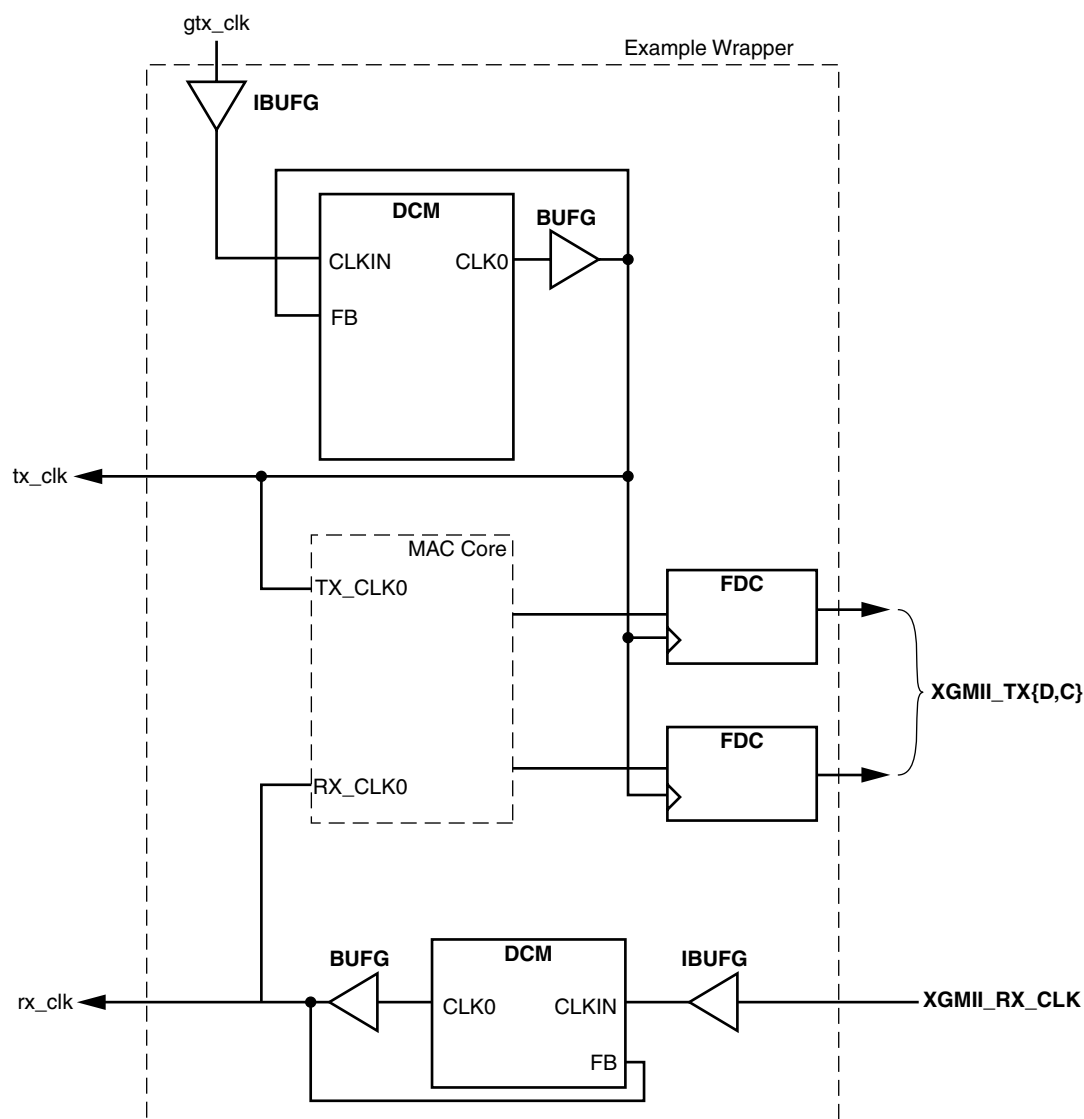 gtx_clk
Example Wrapper
IBUFG
DCM
BUFG
CLKIN
CLK0
FB
tx_clk
MAC Core
TX_CLK0
FDC
XGMII_TX{D,C}
FDC
RX_CLK0
BUFG
DCM
IBUFG
rx_clk
CLK0
CLKIN
XGMII_RX_CLK
FB